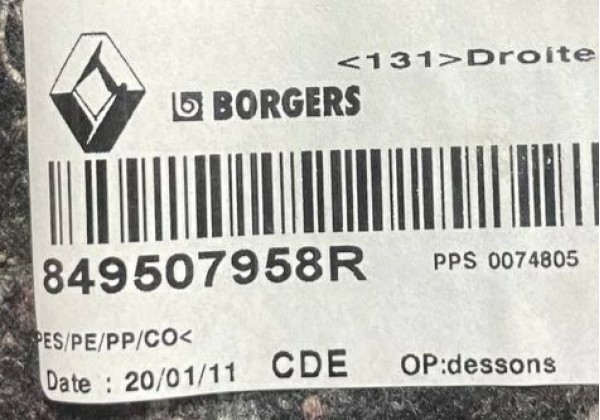 <131>Droite
BORGERS
849507958R
PPS 0074805
PES/PE/PP/CO<
Date : 20/01/11
CDE
OP:dessons